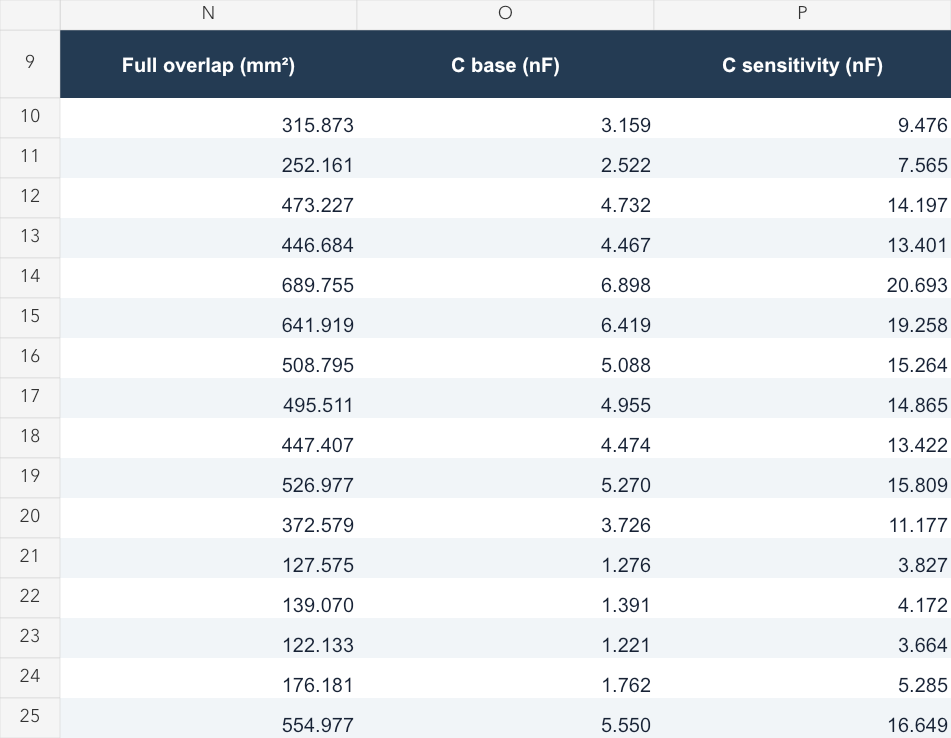 N O P
9 Full overlap (mm²) C base (nF) C sensitivity (nF)
10 315.873 3.159 9.476
11 252.161 2.522 7.565
12 473.227 4.732 14.197
13 446.684 4.467 13.401
14 689.755 6.898 20.693
15 641.919 6.419 19.258
16 508.795 5.088 15.264
17 495.511 4.955 14.865
18 447.407 4.474 13.422
19 526.977 5.270 15.809
20 372.579 3.726 11.177
21 127.575 1.276 3.827
22 139.070 1.391 4.172
23 122.133 1.221 3.664
24 176.181 1.762 5.285
25 554.977 5.550 16.649